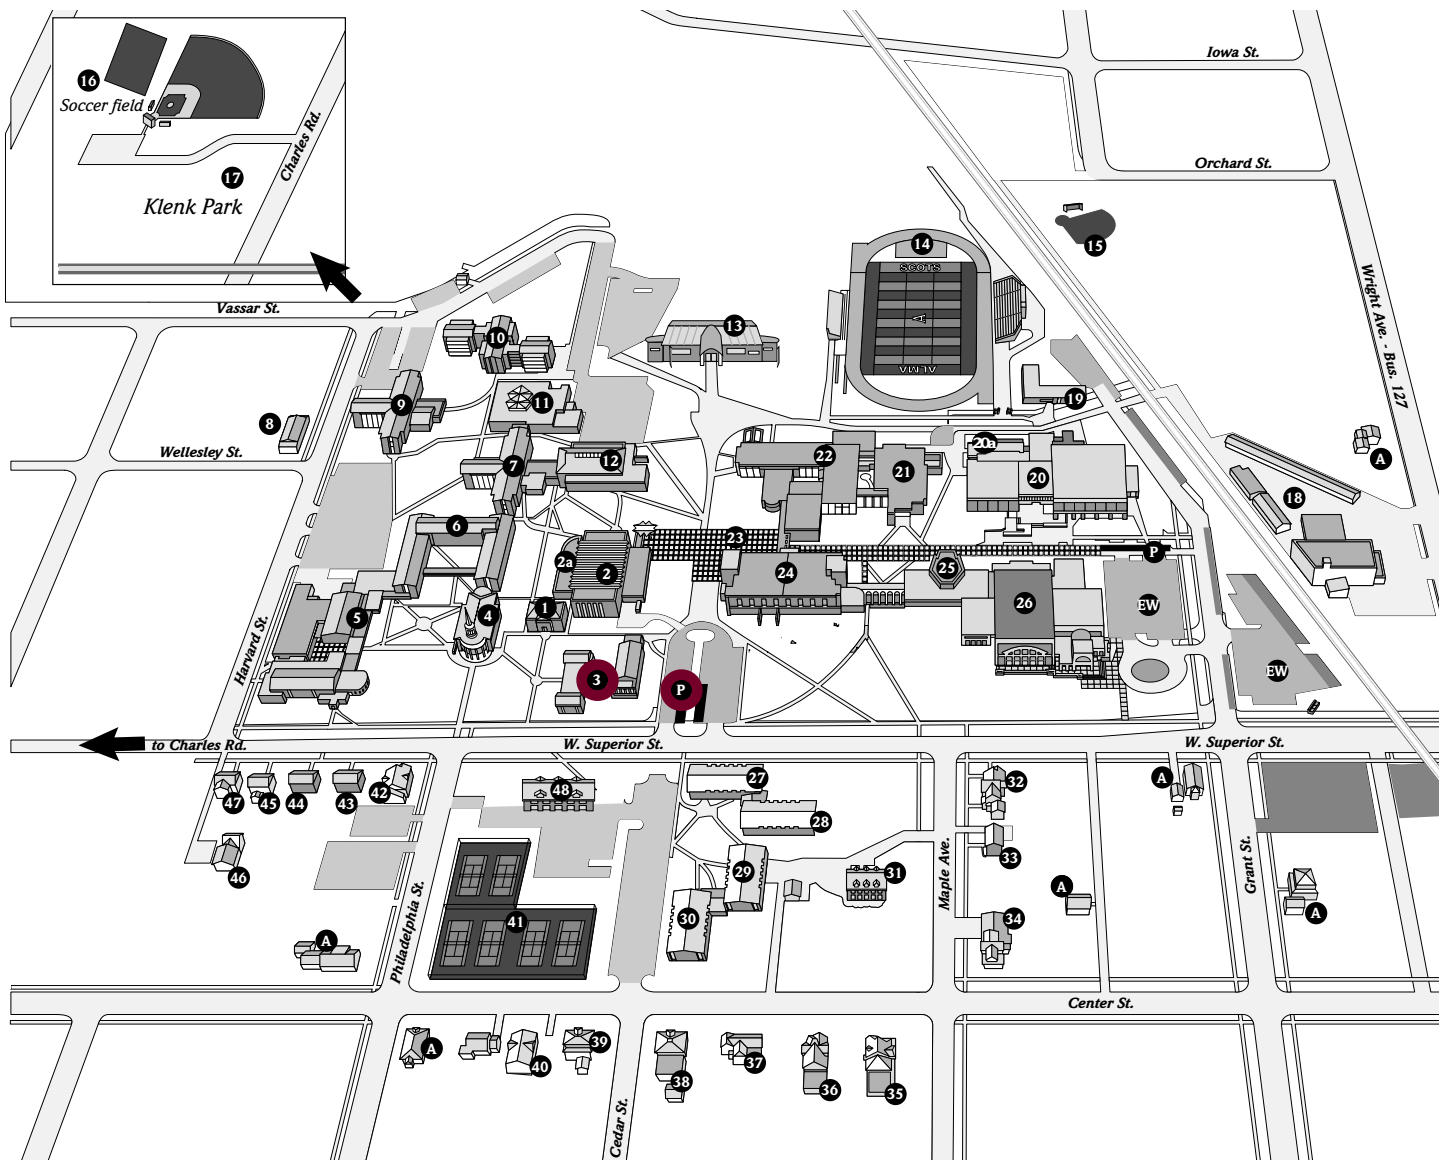 Iowa St.
16
Soccer field
Charles Rd.
17
Klenk Park
Orchard St.
15
14
SCOTS
A
ALMA
Wright Ave. - Bus. 127
Vassar St.
13
10
9
11
19
8
Wellesley St.
7
12
22
21
20a
20
A
18
6
23
P
2a
2
24
25
26
EW
1
4
5
Harvard St.
3
P
EW
to Charles Rd.
W. Superior St.
W. Superior St.
47
45
44
43
42
48
27
28
32
A
33
46
29
31
Maple Ave.
Grant St.
A
A
30
34
41
Philadelphia St.
A
Center St.
A
40
39
38
37
36
35
Cedar St.